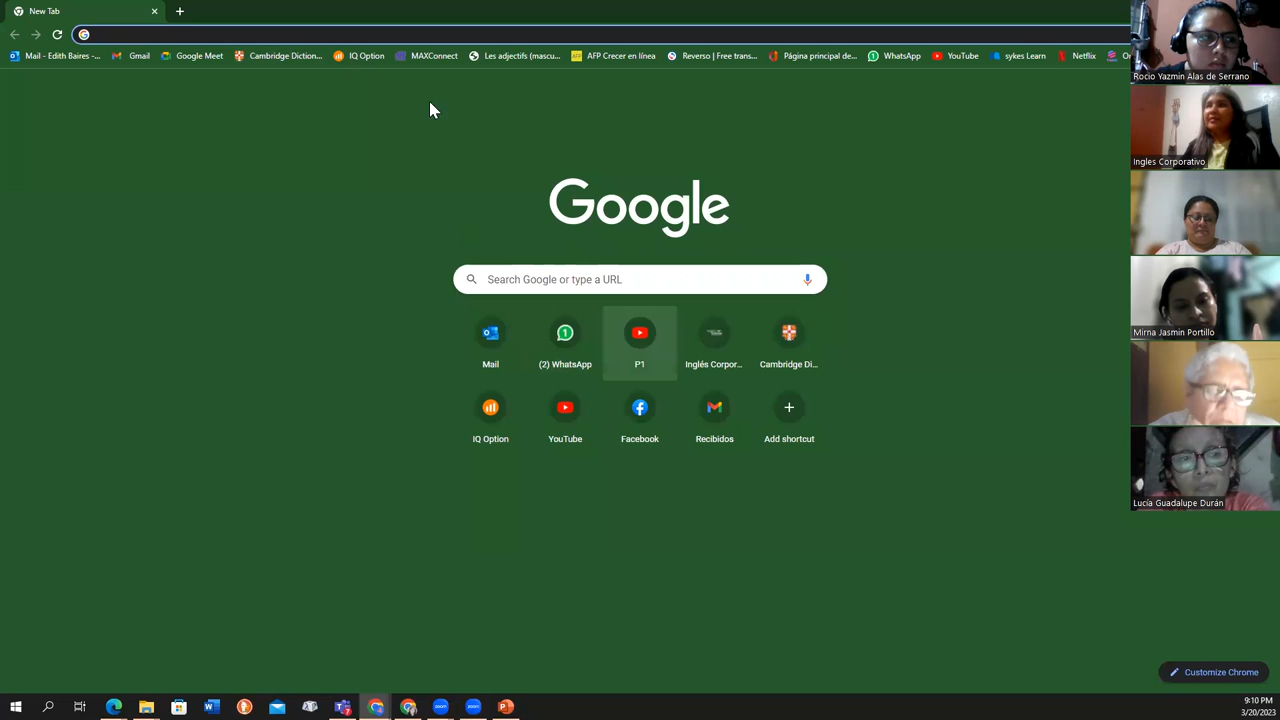 New Tab
Mail - Edith Baires -...
Gmail
Google Meet
Cambridge Diction...
IQ Option
MAXConnect
Les adjectifs (mascu...
AFP Crecer en línea
Reverso | Free trans...
Página principal de...
WhatsApp
YouTube
sykes Learn
Netflix
Rocio Yazmin Alas de Serrano
Ingles Corporativo
Google
Search Google or type a URL
Mail
(2) WhatsApp
P1
Inglés Corpor...
Cambridge Di...
Mirna Jasmin Portillo
IQ Option
YouTube
Facebook
Recibidos
Add shortcut
Lucía Guadalupe Durán
Customize Chrome
9:10 PM
3/20/2023